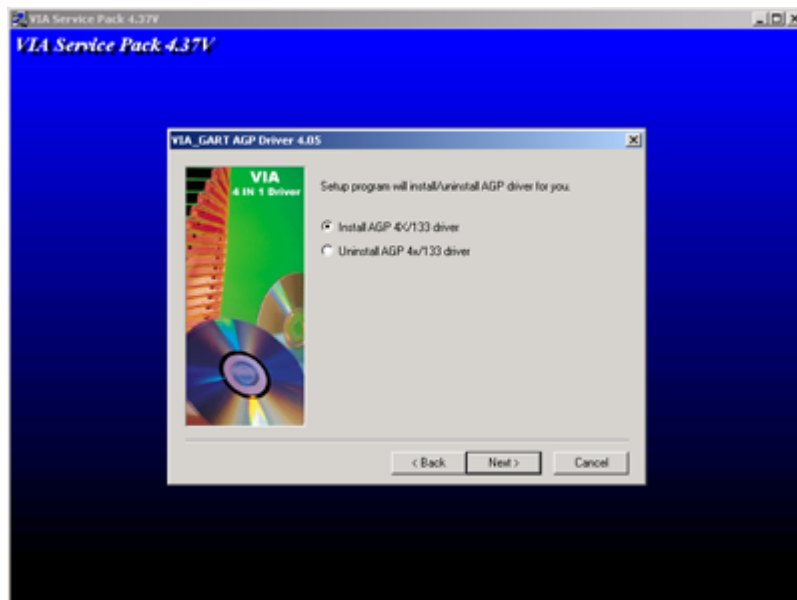 VIA Service Pack 4.37V
VIA Service Pack 4.37V
VIA_GART AGP Driver 4.05
VIA
4 IN 1 Driver
Setup program will install/uninstall AGP driver for you.
Install AGP 4X/133 driver
Uninstall AGP 4x/133 driver
< Back
Next >
Cancel